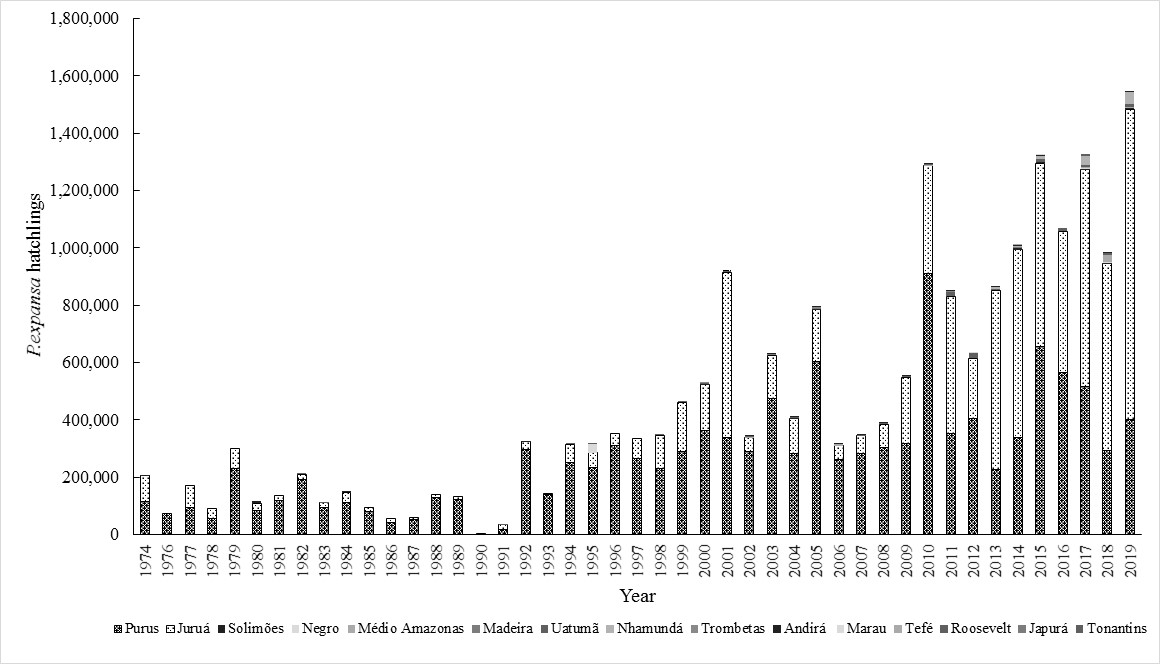 1,800,000
1,600,000
1,400,000
1,200,000
1,000,000
800,000
600,000
400,000
200,000
0
P.expansa hatchlings
1974 1976 1977 1978 1979 1980 1981 1982 1983 1984 1985 1986 1987 1988 1989 1990 1991 1992 1993 1994 1995 1996 1997 1998 1999 2000 2001 2002 2003 2004 2005 2006 2007 2008 2009 2010 2011 2012 2013 2014 2015 2016 2017 2018 2019
Year
Purus Juruá Solimões Negro Médio Amazonas Madeira Uatumã Nhamundá Trombetas Andirá Marau Tefé Roosevelt Japurá Tonantins